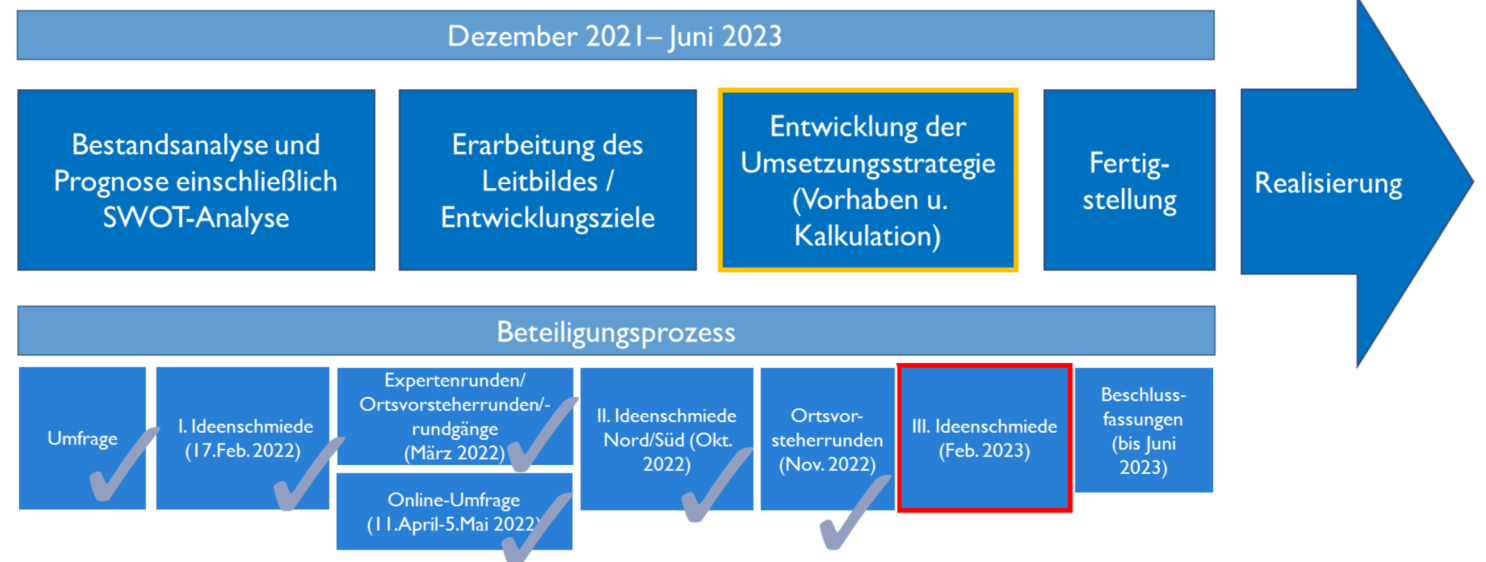 Dezember 2021– Juni 2023
Bestandsanalyse und
Prognose einschließlich
SWOT-Analyse
Erarbeitung des
Leitbildes /
Entwicklungsziele
Entwicklung der
Umsetzungsstrategie
(Vorhaben u.
Kalkulation)
Fertig-
stellung
Realisierung
Beteiligungsprozess
Umfrage
I. Ideenschmiede
(17.Feb. 2022)
Expertenrunden/
Ortsvorsteherrunden/-
rundgänge
(März 2022)
Online-Umfrage
(11.April-5.Mai 2022)
II. Ideenschmiede
Nord/Süd (Okt.
2022)
Ortsvor-
steherrunden
(Nov. 2022)
III. Ideenschmiede
(Feb. 2023)
Beschluss-
fassungen
(bis Juni
2023)